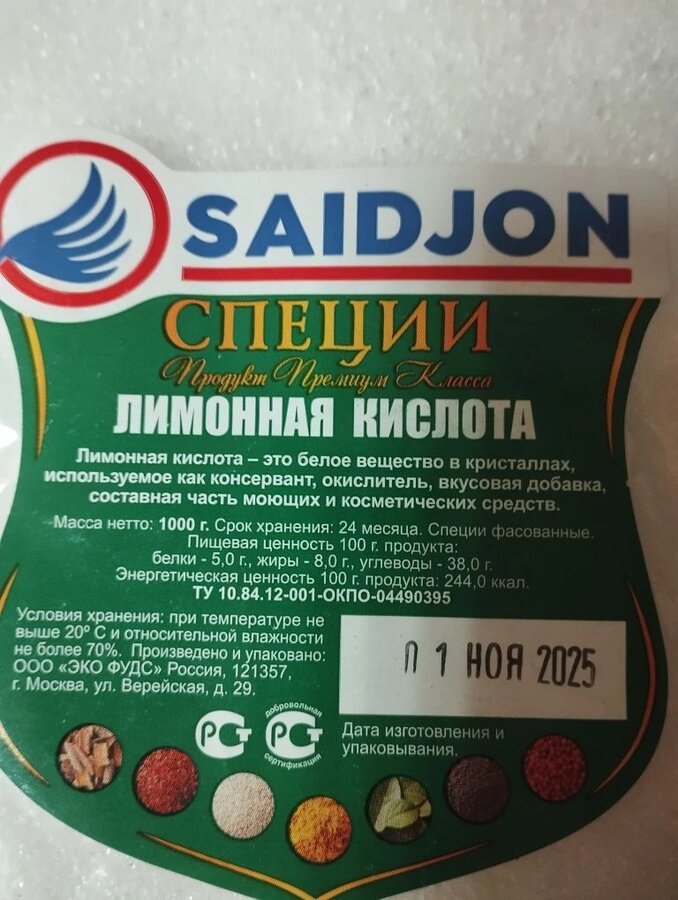 SAIDJON
СПЕЦИИ
Продукт Премиум Класса
ЛИМОННАЯ КИСЛОТА
Лимонная кислота – это белое вещество в кристаллах,
используемое как консервант, окислитель, вкусовая добавка,
составная часть моющих и косметических средств.
Масса нетто: 1000 г. Срок хранения: 24 месяца. Специи фасованные.
Пищевая ценность 100 г. продукта:
белки - 5,0 г., жиры - 8,0 г., углеводы - 38,0 г.
Энергетическая ценность 100 г. продукта: 244,0 ккал.
ТУ 10.84.12-001-ОКПО-04490395
Условия хранения: при температуре не
выше 20º С и относительной влажности
не более 70%. Произведено и упаковано:
ООО «ЭКО ФУДС» Россия, 121357,
г. Москва, ул. Верейская, д. 29.
П 1 НОЯ 2025
РСТ
добровольная
РСТ
сертификация
Дата изготовления и
упаковывания.